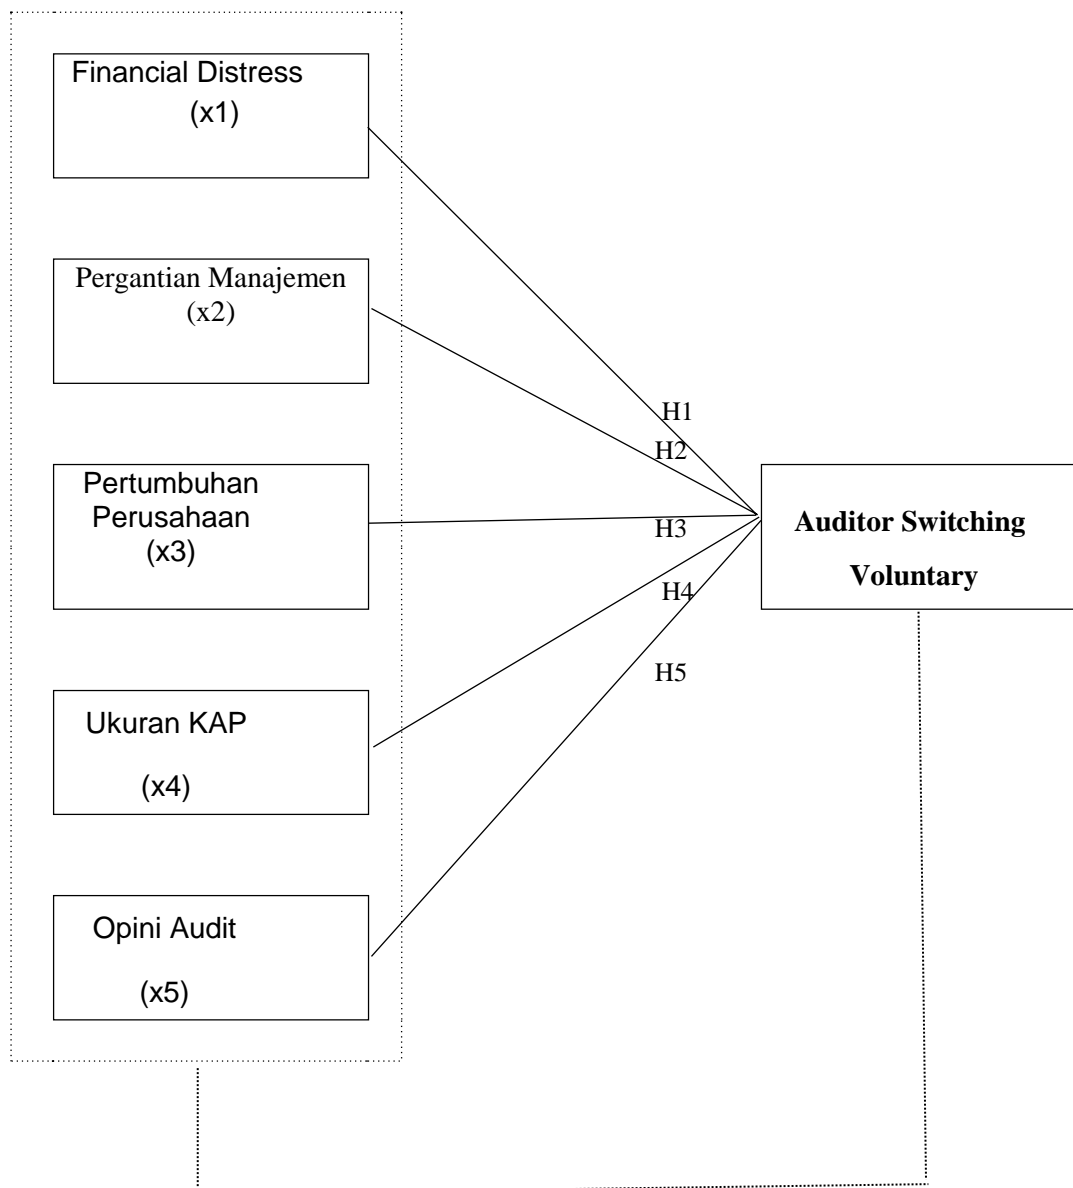 Financial Distress
(x1)
Pergantian Manajemen
(x2)
H1
H2
Pertumbuhan
Perusahaan
(x3)
H3
Auditor Switching
Voluntary
H4
H5
Ukuran KAP
(x4)
Opini Audit
(x5)